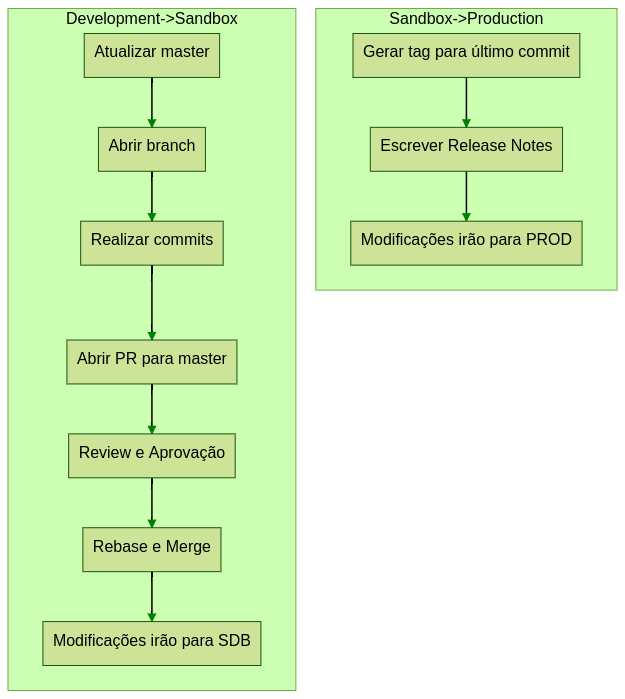 Development->Sandbox
Atualizar master
Abrir branch
Realizar commits
Abrir PR para master
Review e Aprovação
Rebase e Merge
Modificações irão para SDB
Sandbox->Production
Gerar tag para último commit
Escrever Release Notes
Modificações irão para PROD